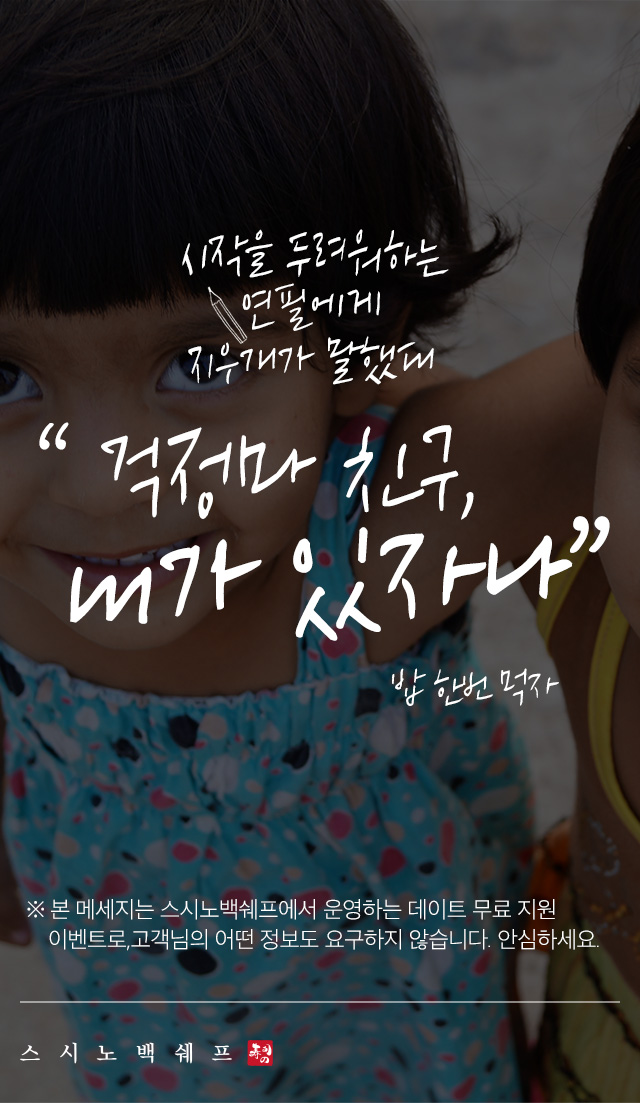 시작을 두려워하는
연필에게
지우개가 말했대
“ 걱정마 친구,
내가 있자나”
밥 한번 먹자
※ 본 메세지는 스시노백쉐프에서 운영하는 데이트 무료 지원
이벤트로,고객님의 어떤 정보도 요구하지 않습니다. 안심하세요.
스시노백쉐프